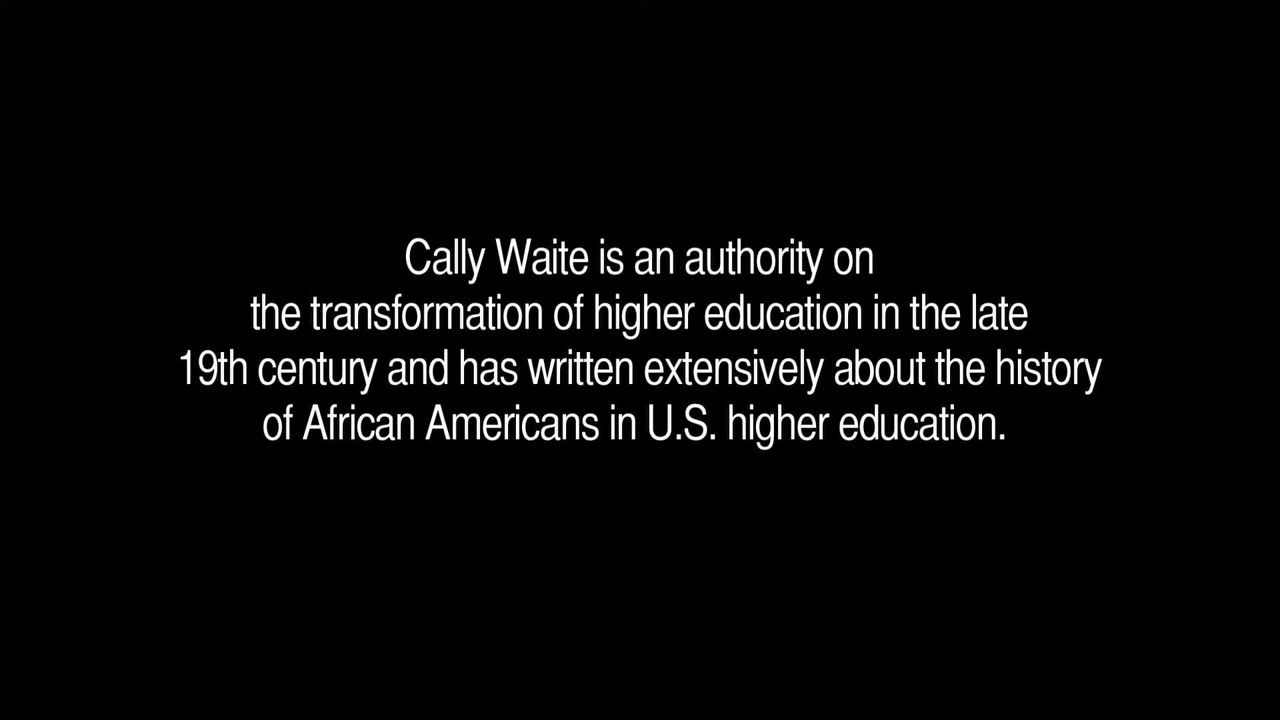 Cally Waite is an authority on
the transformation of higher education in the late
19th century and has written extensively about the history
of African Americans in U.S. higher education.